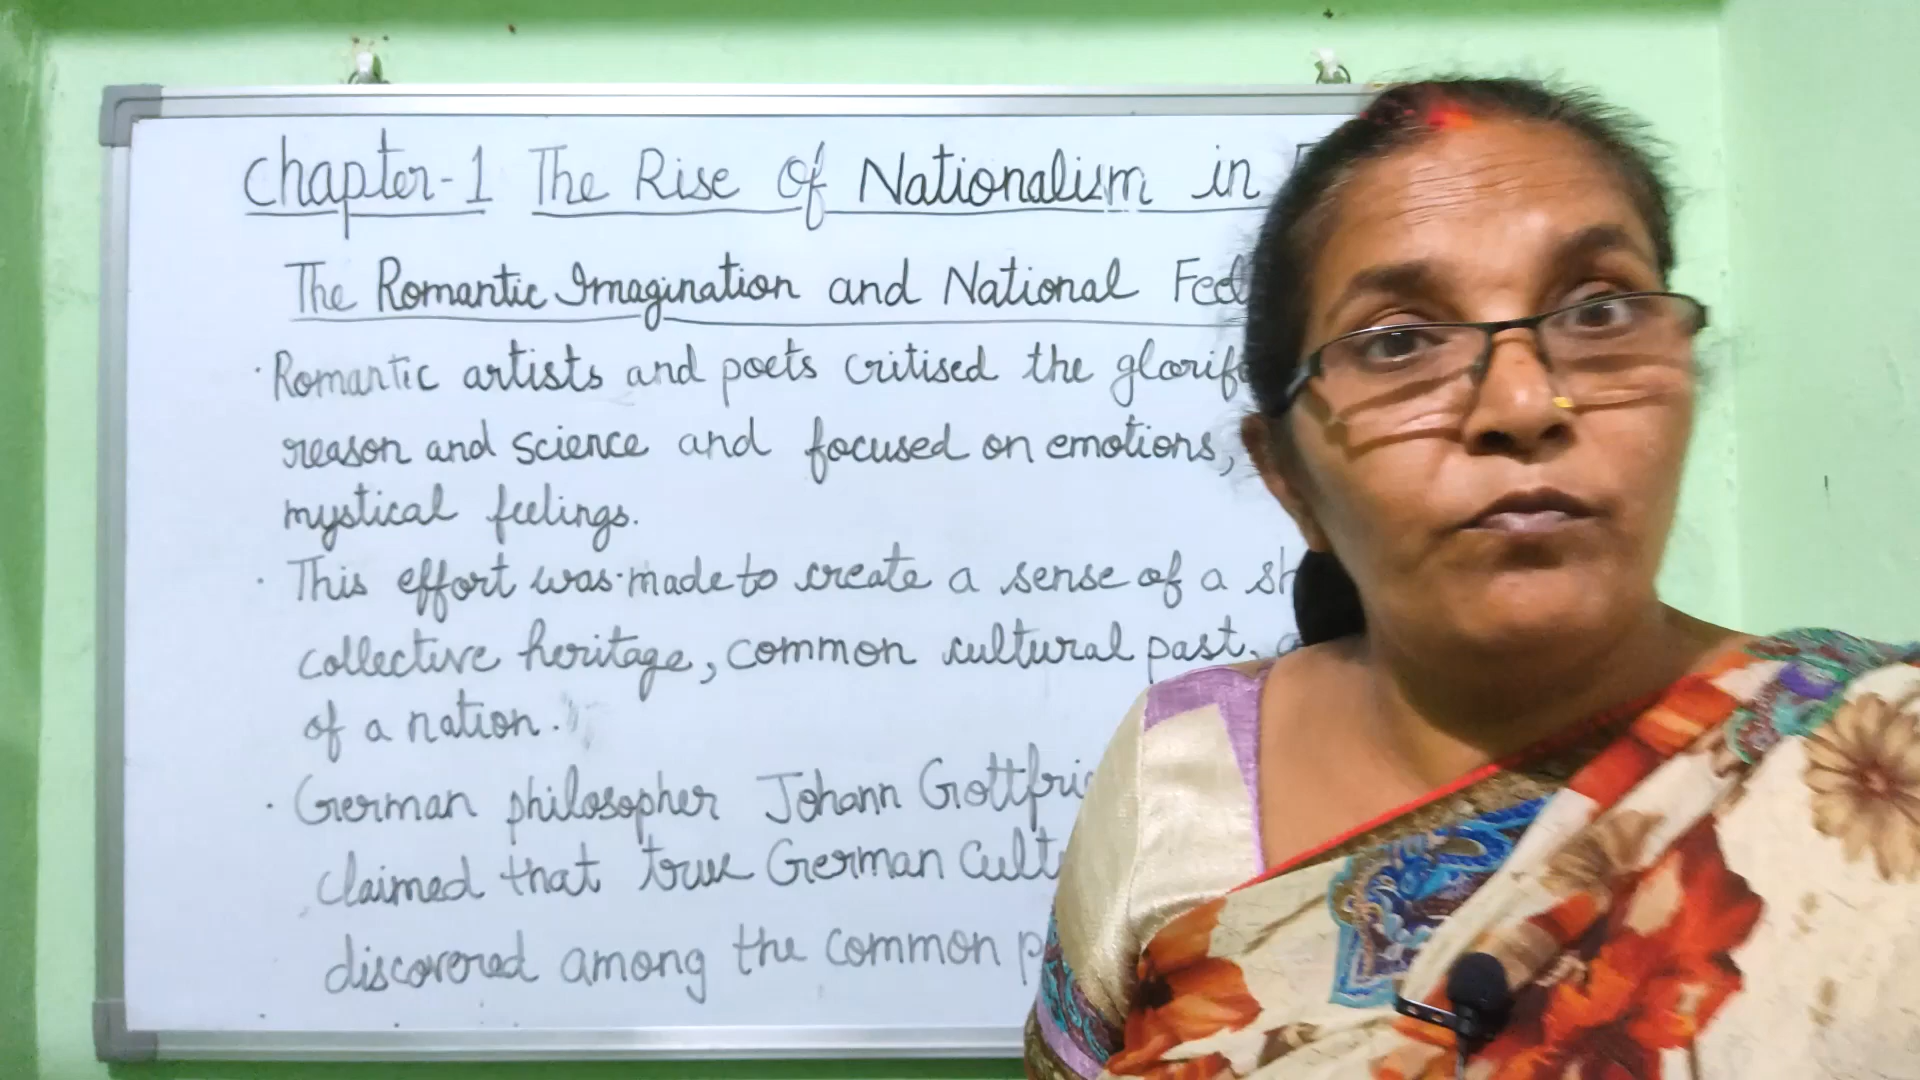 Chapter-1 The Rise of Nationalism in
The Romantic Imagination and National
Romantic artists and poets critised the
reason and science and focused on emotions,
mystical feelings.
This effort was made to create a sense of a
collective heritage, common cultural past,
of a nation.
German philosopher Johann
claimed that true German
discovered among the common